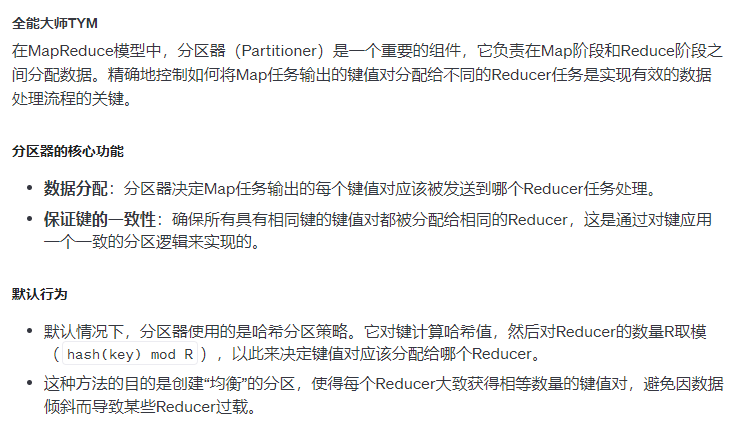 全能大师TYM
在MapReduce模型中，分区器（Partitioner）是一个重要的组件，它负责在Map阶段和Reduce阶段之
间分配数据。精确地控制如何将Map任务输出的键值对分配给不同的Reducer任务是实现有效的数据
处理流程的关键。
分区器的核心功能
• 数据分配：分区器决定Map任务输出的每个键值对应该被发送到哪个Reducer任务处理。
• 保证键的一致性：确保所有具有相同键的键值对都被分配给相同的Reducer，这是通过对键应用
一个一致的分区逻辑来实现的。
默认行为
• 默认情况下，分区器使用的是哈希分区策略。它对键计算哈希值，然后对Reducer的数量R取模
（hash(key) mod R），以此来决定键值对应该分配给哪个Reducer。
• 这种方法的目的是创建“均衡”的分区，使得每个Reducer大致获得相等数量的键值对，避免因数据
倾斜而导致某些Reducer过载。